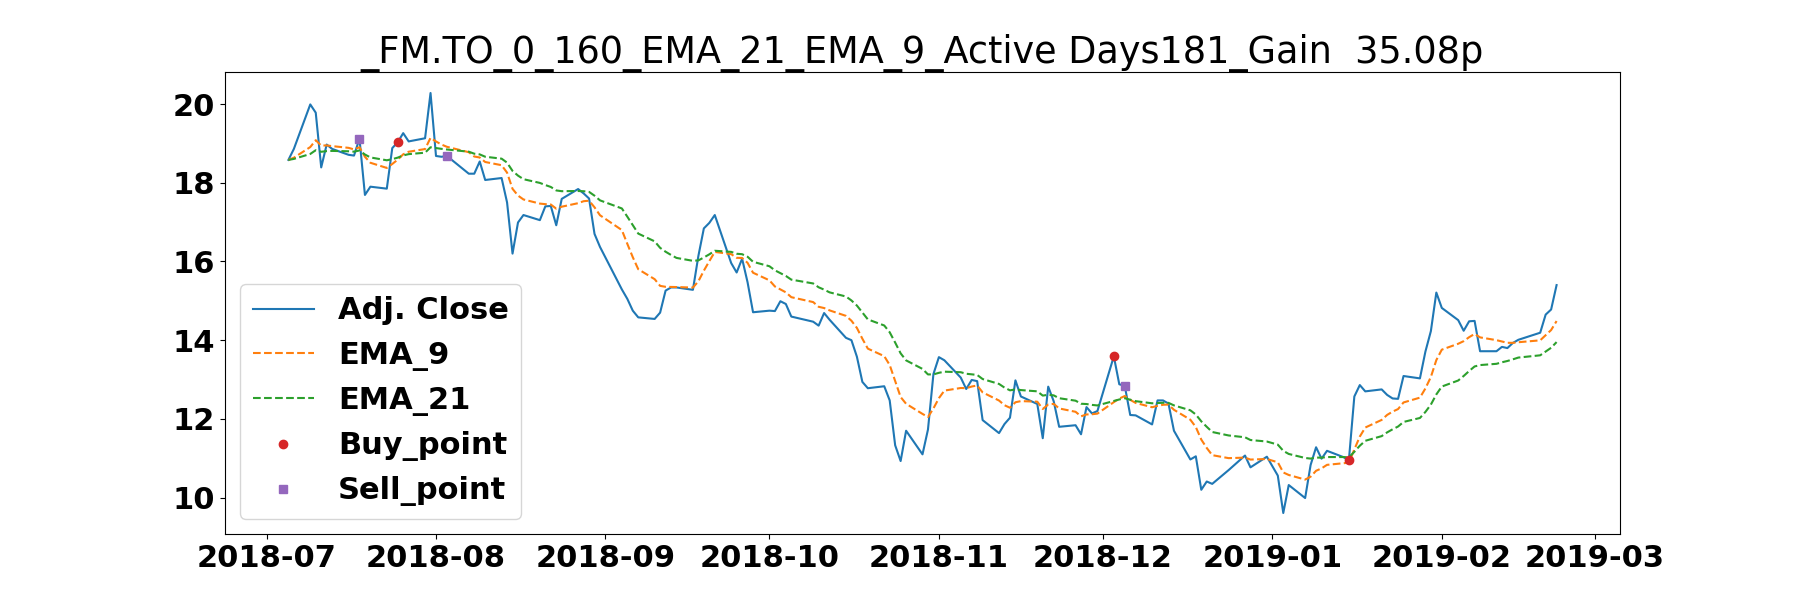 _FM.TO_0_160_EMA_21_EMA_9_Active Days181_Gain  35.08p
20
18
16
14
12
10
Adj. Close
EMA_9
EMA_21
Buy_point
Sell_point
2018-07 2018-08 2018-09 2018-10 2018-11 2018-12 2019-01 2019-02 2019-03